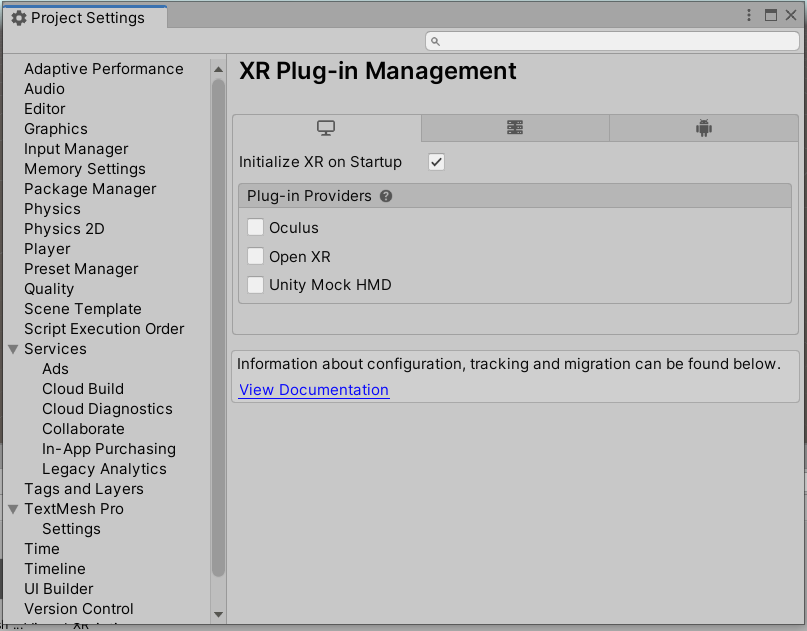 Project Settings
Adaptive Performance
Audio
Editor
Graphics
Input Manager
Memory Settings
Package Manager
Physics
Physics 2D
Player
Preset Manager
Quality
Scene Template
Script Execution Order
Services
Ads
Cloud Build
Cloud Diagnostics
Collaborate
In-App Purchasing
Legacy Analytics
Tags and Layers
TextMesh Pro
Settings
Time
Timeline
UI Builder
Version Control
XR Plug-in Management
Initialize XR on Startup
Plug-in Providers
Oculus
Open XR
Unity Mock HMD
Information about configuration, tracking and migration can be found below.
View Documentation